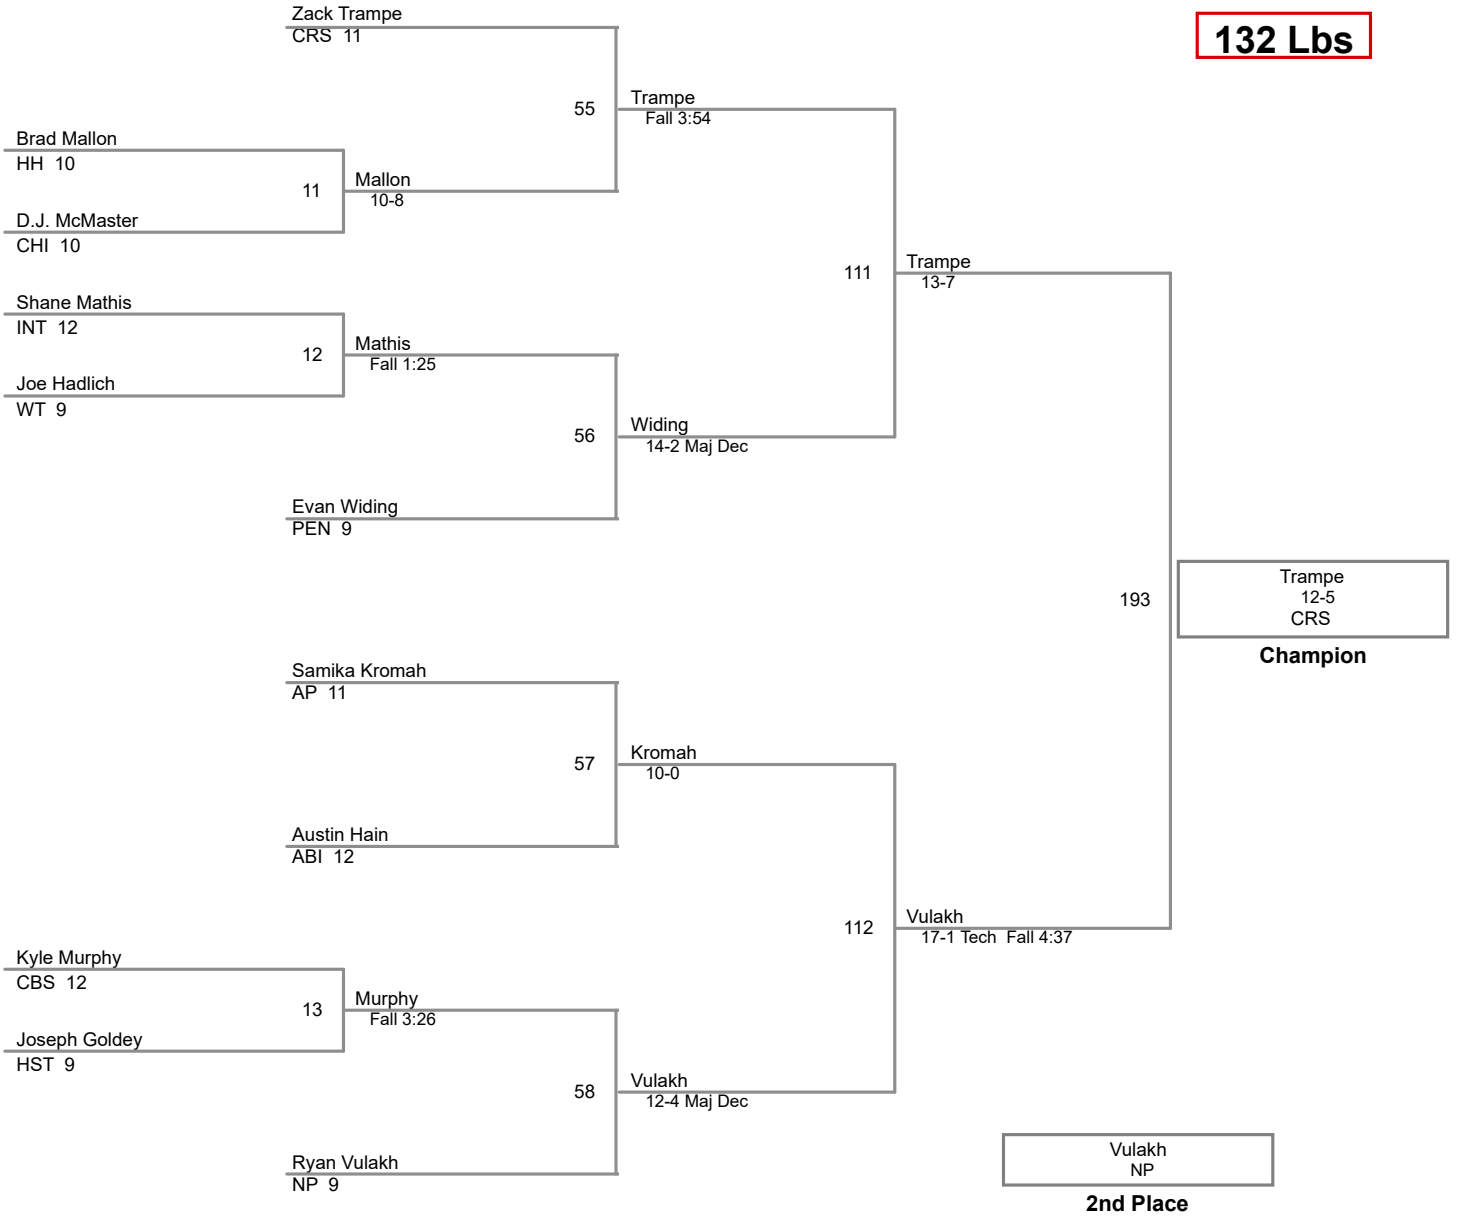 Zack Trampe
CRS 11
132 Lbs
55
Trampe
Fall 3:54
Brad Mallon
HH 10
11
Mallon
10-8
D.J. McMaster
CHI 10
111
Trampe
13-7
Shane Mathis
INT 12
12
Mathis
Fall 1:25
Joe Hadlich
WT 9
56
Widing
14-2 Maj Dec
Evan Widing
PEN 9
193
Trampe
12-5
CRS
Champion
Samika Kromah
AP 11
57
Kromah
10-0
Austin Hain
ABI 12
112
Vulakh
17-1 Tech Fall 4:37
Kyle Murphy
CBS 12
13
Murphy
Fall 3:26
Joseph Goldey
HST 9
58
Vulakh
12-4 Maj Dec
Ryan Vulakh
NP 9
Vulakh
NP
2nd Place